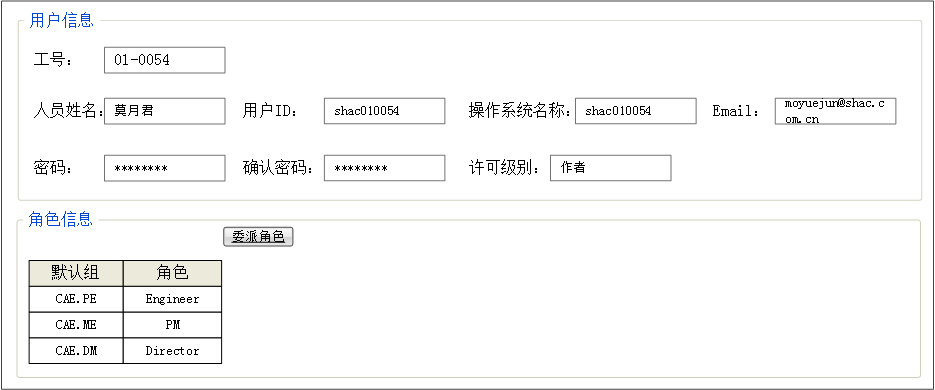 用户信息
工号： 01-0054
人员姓名： 莫月君 用户ID： shac010054 操作系统名称： shac010054 Email： moyuejun@shac.c
om.cn
密码： ******** 确认密码： ******** 许可级别： 作者
角色信息
委派角色
默认组 角色
CAE.PE Engineer
CAE.ME PM
CAE.DM Director